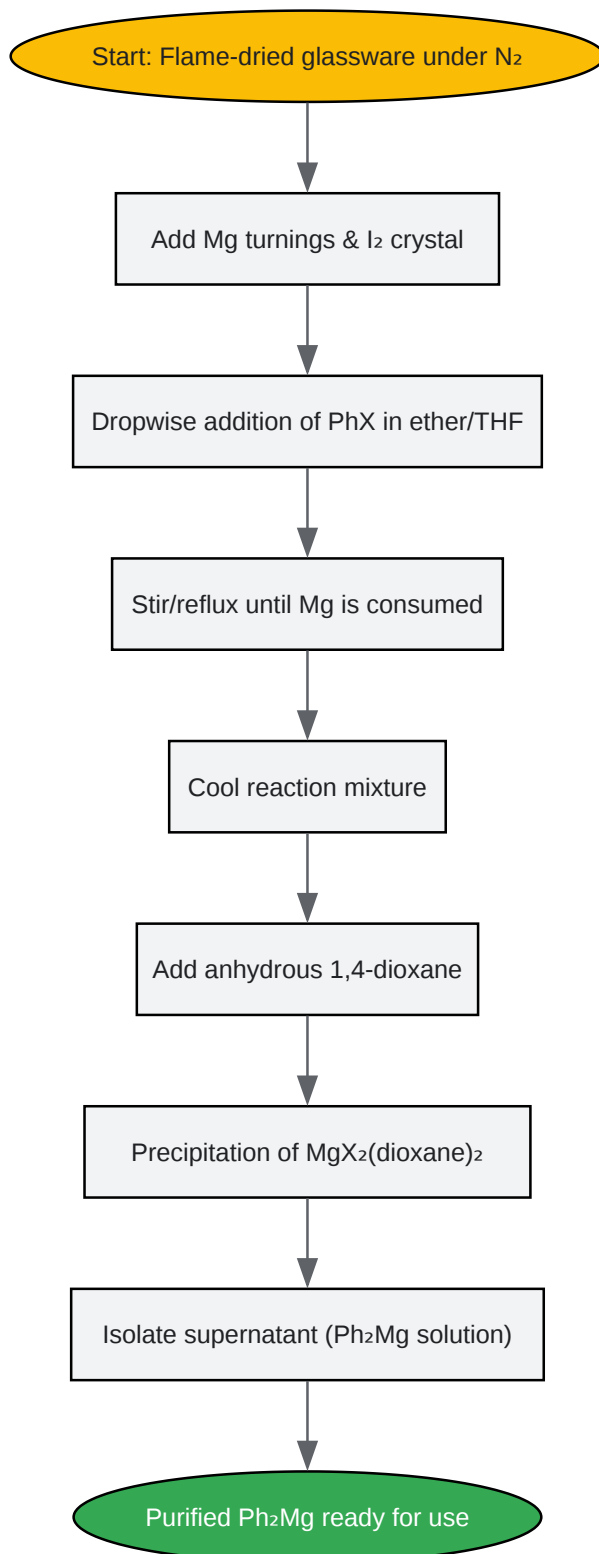 Start: Flame-dried glassware under N₂
Add Mg turnings & I₂ crystal
Dropwise addition of PhX in ether/THF
Stir/reflux until Mg is consumed
Cool reaction mixture
Add anhydrous 1,4-dioxane
Precipitation of MgX₂(dioxane)₂
Isolate supernatant (Ph₂Mg solution)
Purified Ph₂Mg ready for use